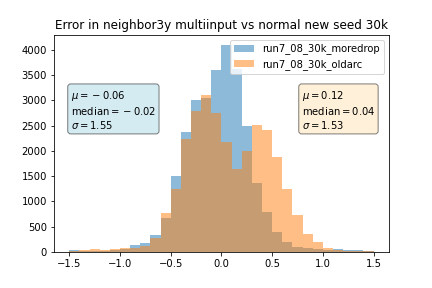 Error in neighbor3y multiinput vs normal new seed 30k
run7_08_30k_moredrop
run7_08_30k_oldarc
μ = −0.06
median = −0.02
σ = 1.55
μ = 0.12
median = 0.04
σ = 1.53
4000
3500
3000
2500
2000
1500
1000
500
0
−1.5 −1.0 −0.5 0.0 0.5 1.0 1.5